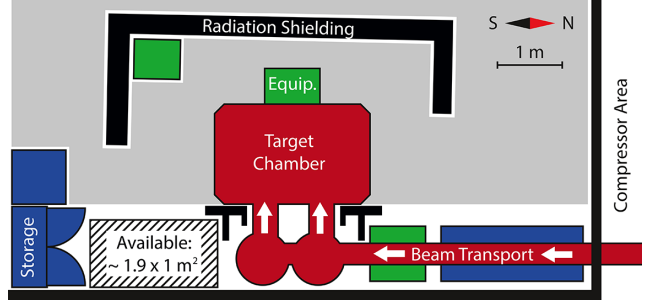 Radiation Shielding
S N
1 m
Equip.
Target
Chamber
Compressor Area
Storage
Available:
~ 1.9 x 1 m²
Beam Transport